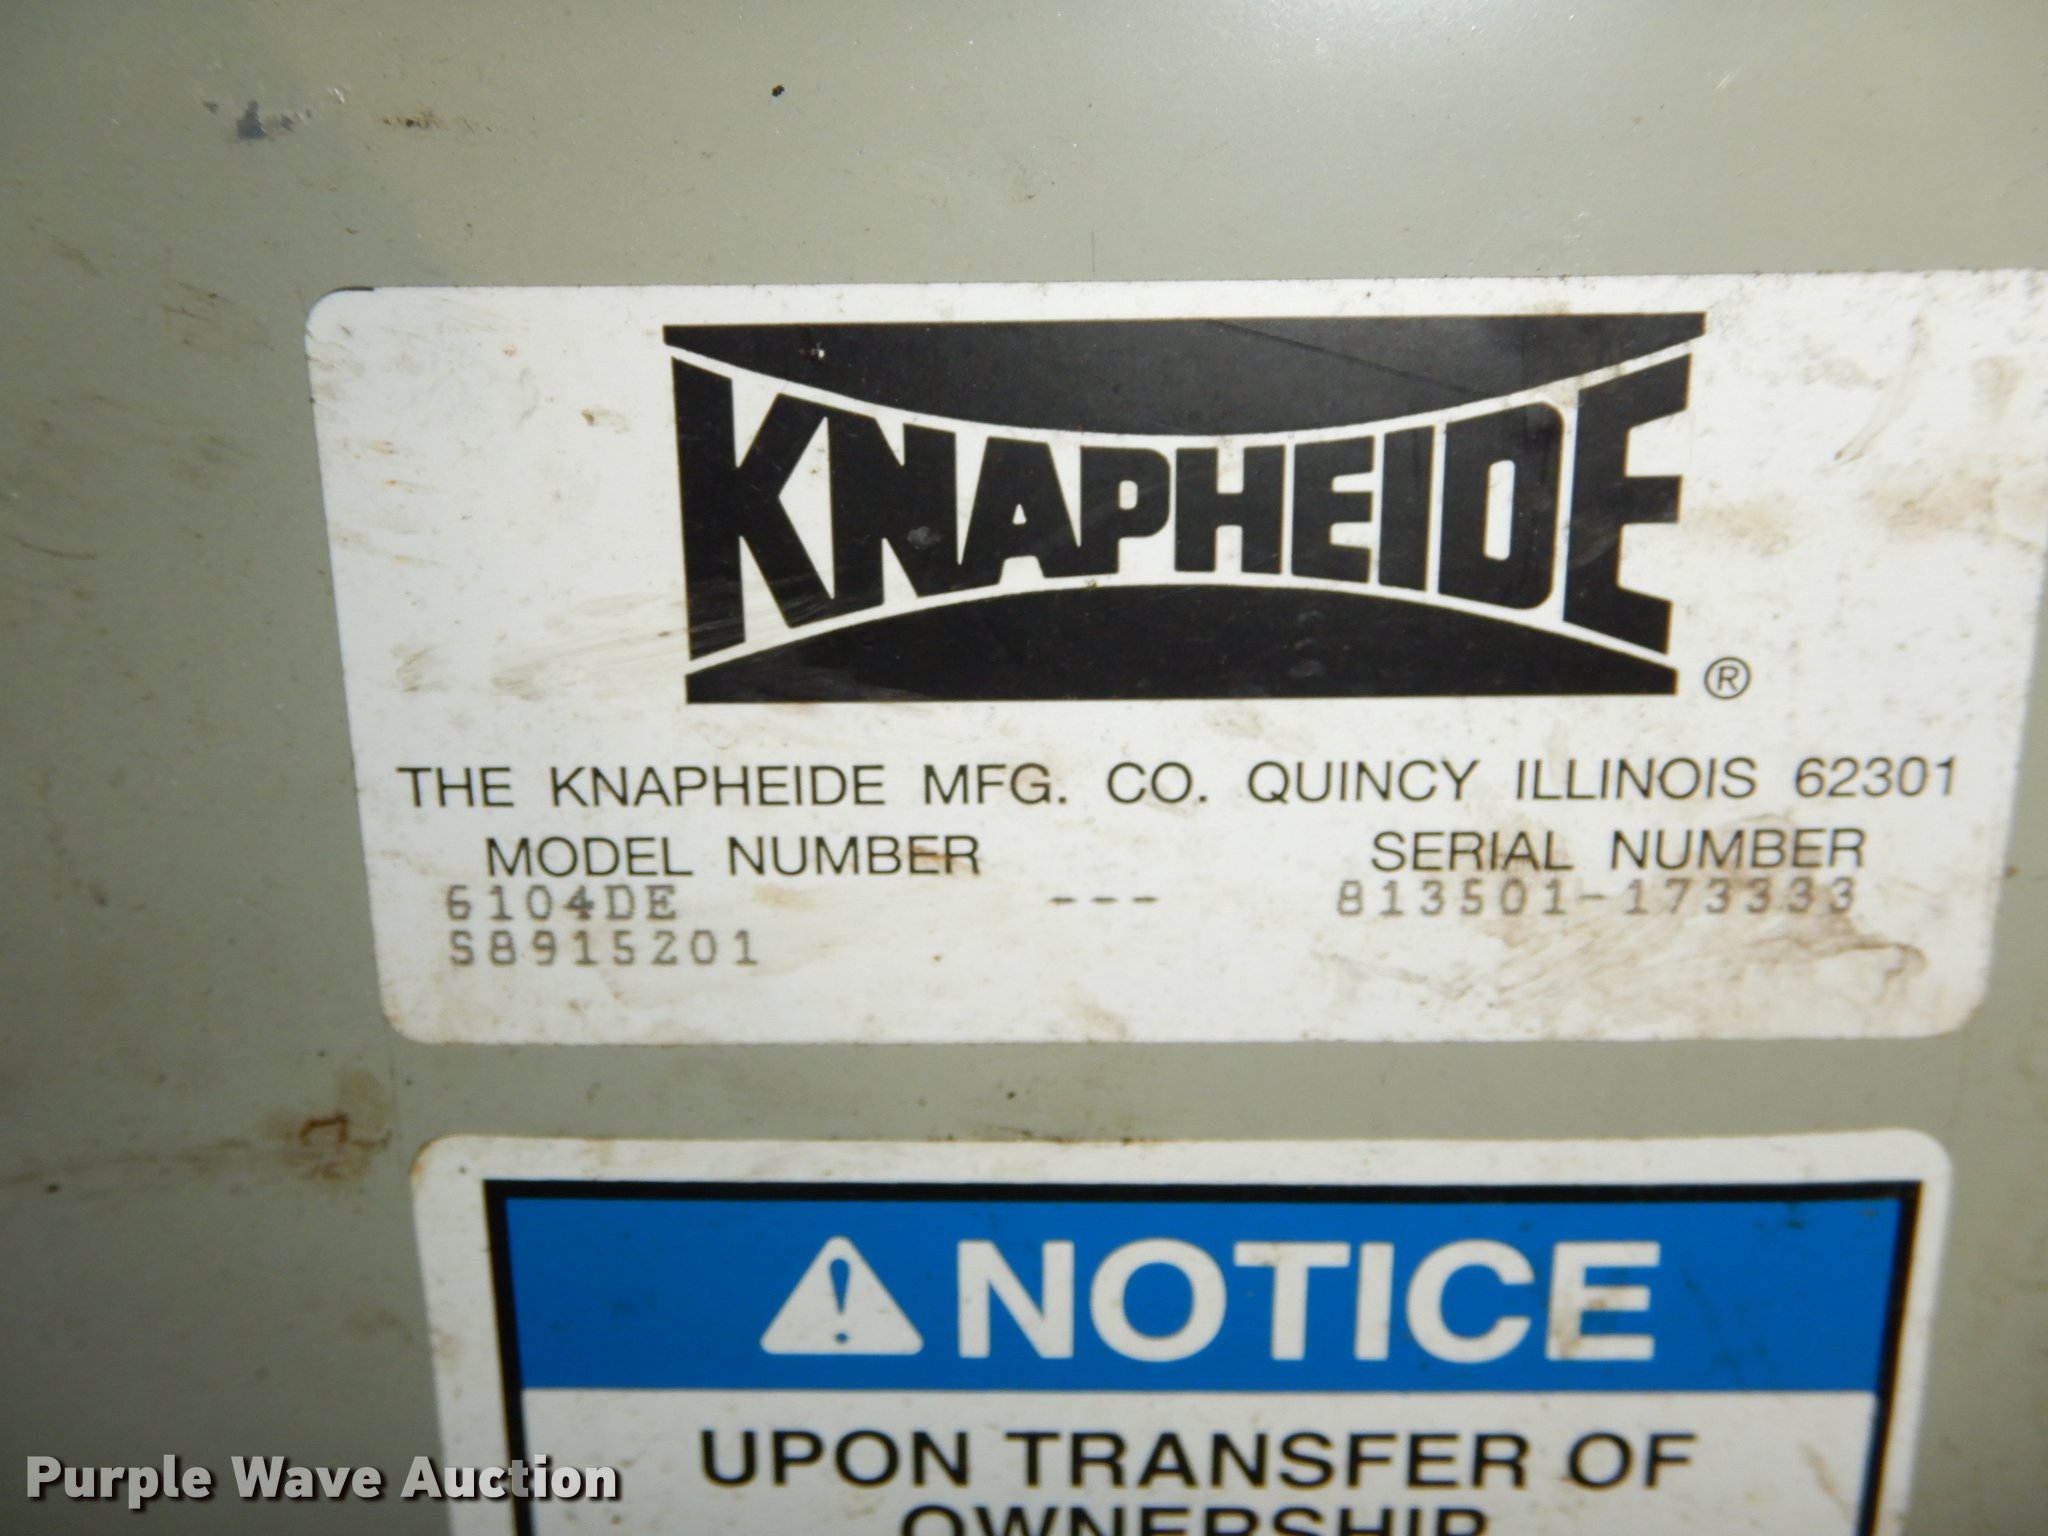 KNAPHEIDE
®
THE KNAPHEIDE MFG. CO. QUINCY ILLINOIS 62301
MODEL NUMBER SERIAL NUMBER
6104DE --- 813501-173333
S8915201
NOTICE
UPON TRANSFER OF
OWNERSHIP
Purple Wave Auction